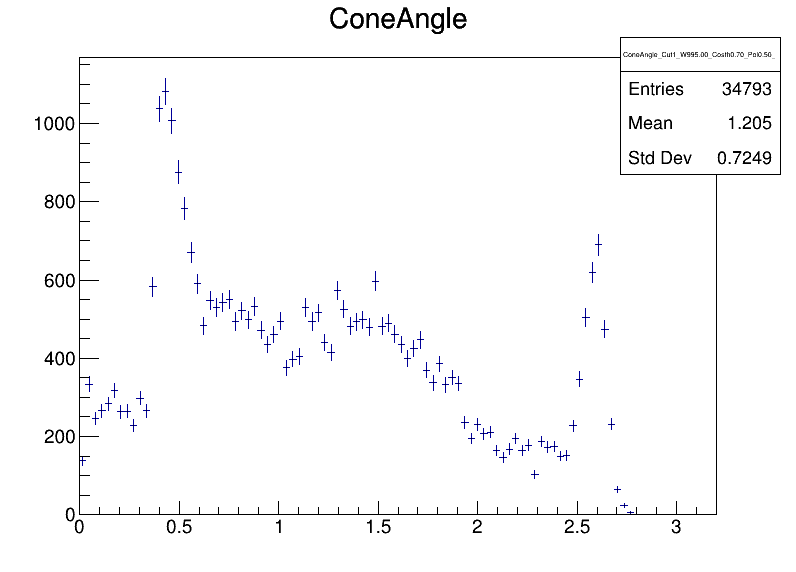 ConeAngle
ConeAngle_Cut1_W995.00_Costh0.70_Pol0.50_
Entries 34793
Mean 1.205
Std Dev 0.7249
1000
800
600
400
200
0
0 0.5 1 1.5 2 2.5 3